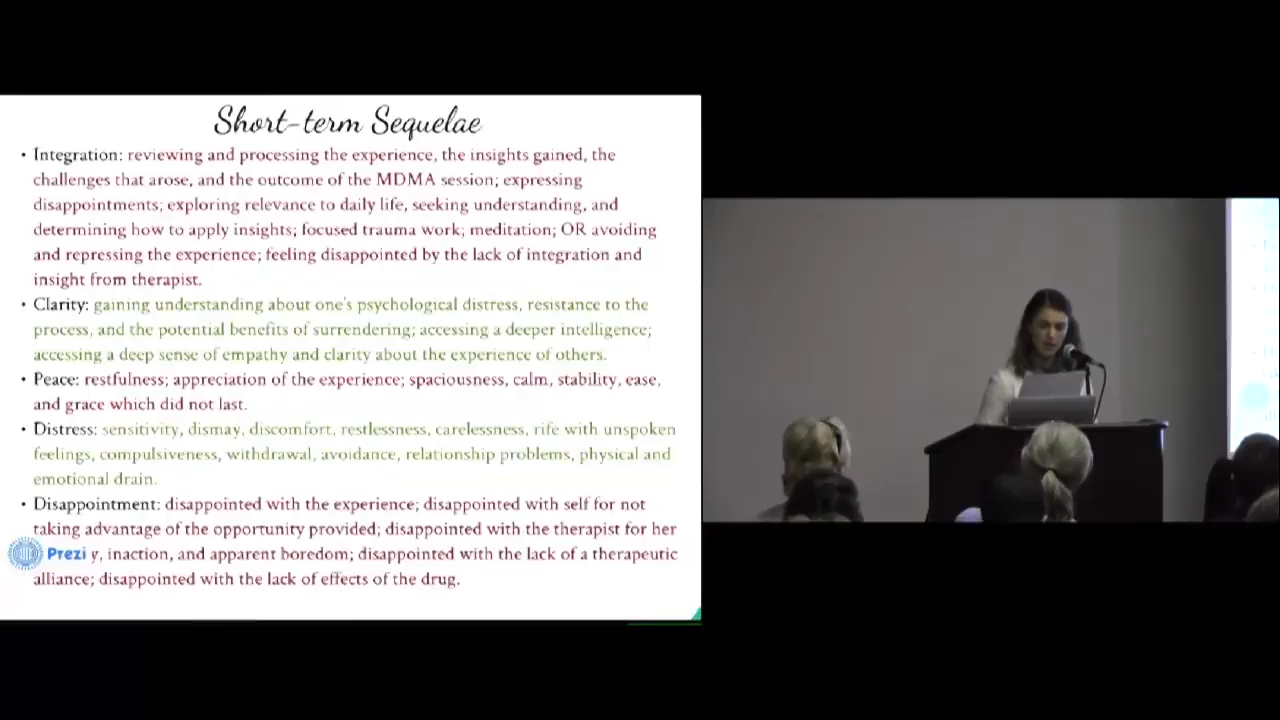 Short-term Sequelae
• Integration: reviewing and processing the experience, the insights gained, the
challenges that arose, and the outcome of the MDMA session; expressing
disappointments; exploring relevance to daily life, seeking understanding, and
determining how to apply insights; focused trauma work; meditation; OR avoiding
and repressing the experience; feeling disappointed by the lack of integration and
insight from therapist.
• Clarity: gaining understanding about one's psychological distress, resistance to the
process, and the potential benefits of surrendering; accessing a deeper intelligence;
accessing a deep sense of empathy and clarity about the experience of others.
• Peace: restfulness; appreciation of the experience; spaciousness, calm, stability, ease,
and grace which did not last.
• Distress: sensitivity, dismay, discomfort, restlessness, carelessness, rife with unspoken
feelings, compulsiveness, withdrawal, avoidance, relationship problems, physical and
emotional drain.
• Disappointment: disappointed with the experience; disappointed with self for not
taking advantage of the opportunity provided; disappointed with the therapist for her
Prezi y, inaction, and apparent boredom; disappointed with the lack of a therapeutic
alliance; disappointed with the lack of effects of the drug.